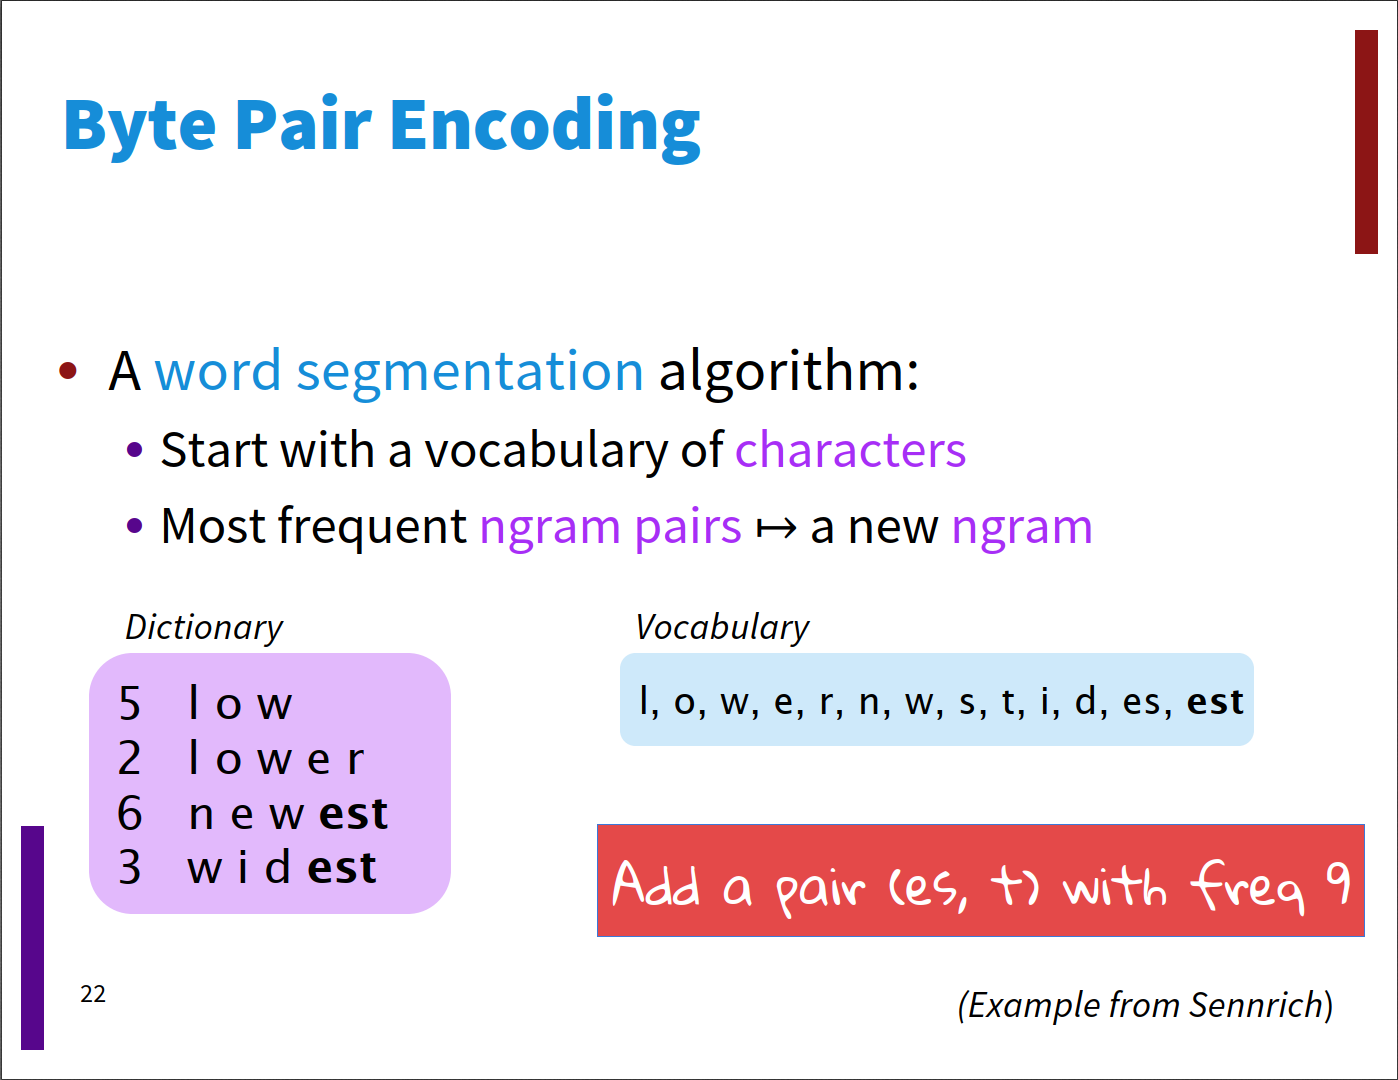 Byte Pair Encoding
• A word segmentation algorithm:
• Start with a vocabulary of characters
• Most frequent ngram pairs ↦ a new ngram
Dictionary
5 l o w
2 l o w e r
6 n e w est
3 w i d est
Vocabulary
l, o, w, e, r, n, w, s, t, i, d, es, est
Add a pair (es, t) with freq 9
22
(Example from Sennrich)